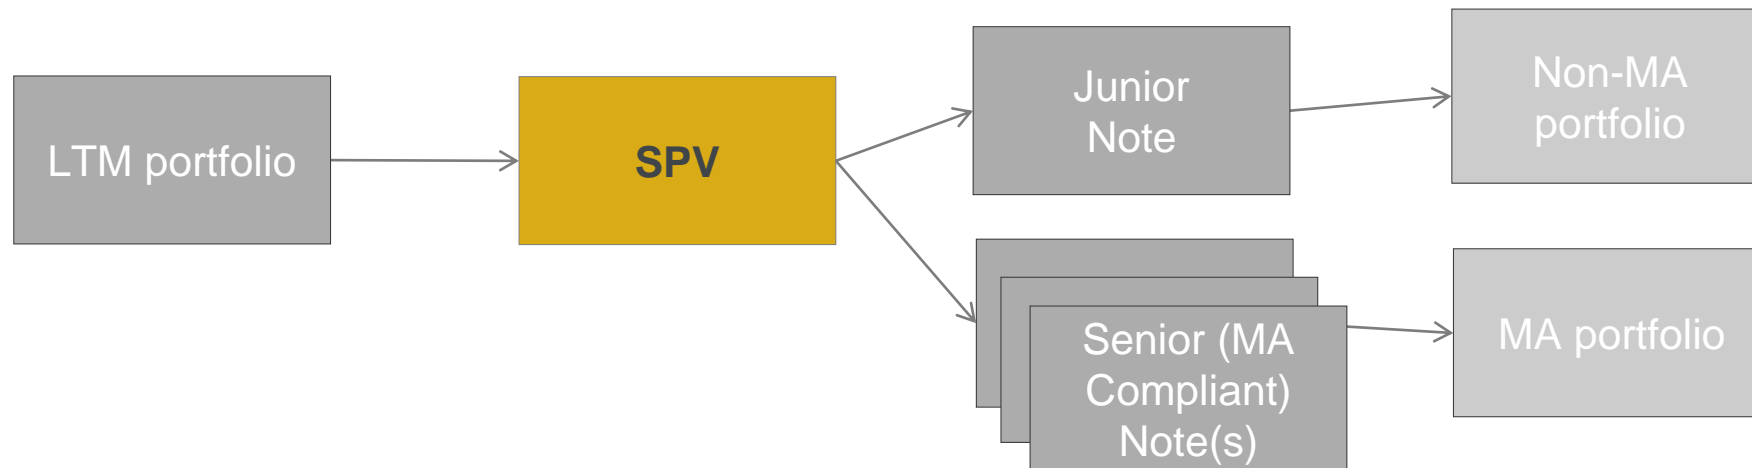 LTM portfolio
SPV
Junior
Note
Non-MA
portfolio
Senior (MA
Compliant)
Note(s)
MA portfolio